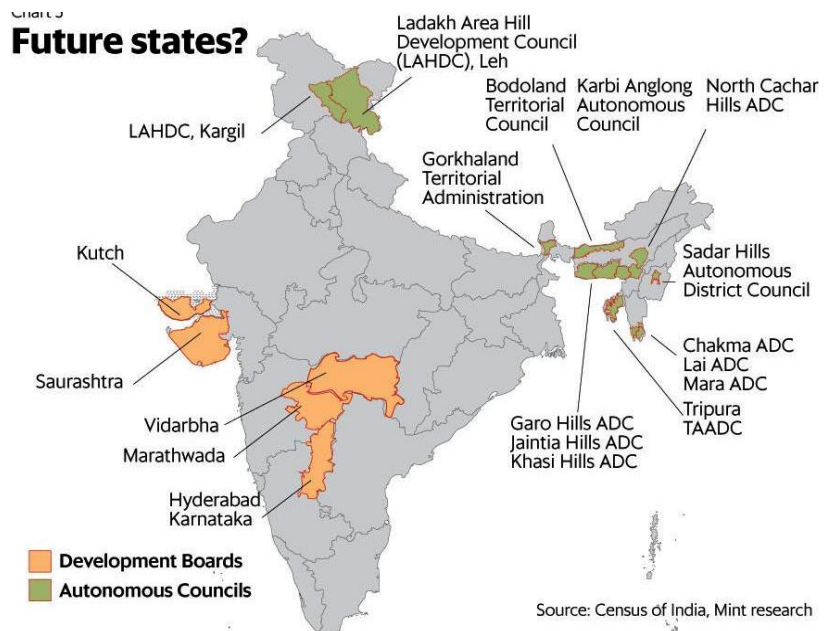 Chart 5
Future states?
Ladakh Area Hill
Development Council
(LAHDC), Leh
LAHDC, Kargil
Bodoland
Territorial
Council
Karbi Anglong
Autonomous
Council
North Cachar
Hills ADC
Gorkhaland
Territorial
Administration
Kutch
Sadar Hills
Autonomous
District Council
Saurashtra
Chakma ADC
Lai ADC
Mara ADC
Vidarbha
Marathwada
Tripura
TAADC
Garo Hills ADC
Jaintia Hills ADC
Khasi Hills ADC
Hyderabad
Karnataka
Development Boards
Autonomous Councils
Source: Census of India, Mint research